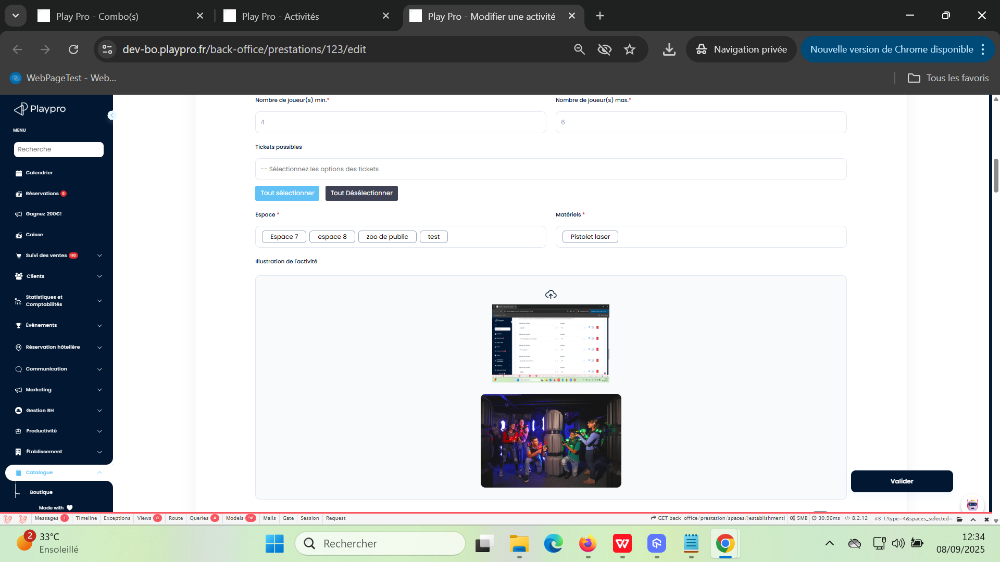 Play Pro - Combo(s)
Play Pro - Activités
Play Pro - Modifier une activité
dev-bo.playpro.fr/back-office/prestations/123/edit
Navigation privée
Nouvelle version de Chrome disponible
WebPageTest - Web...
Tous les favoris
Playpro
MENU
Recherche
Calendrier
Réservations 0
Gagnez 200€!
Caisse
Suivi des ventes 192
Clients
Statistiques et
Comptabilités
Évènements
Réservation hôtelière
Communication
Marketing
Gestion RH
Productivité
Établissement
Catalogue
Boutique
Made with
Nombre de joueur(s) min.*
Nombre de joueur(s) max.*
4
6
Tickets possibles
-- Sélectionnez les options des tickets
Tout sélectionner
Tout Désélectionner
Espace *
Matériels *
Espace 7
espace 8
zoo de public
test
Pistolet laser
Illustration de l'activité
Valider
Messages 1
Timeline
Exceptions
Views 0
Route
Queries 4
Models 90
Mails
Gate
Session
Request
GET back-office/prestation/spaces/{establishment}
5MB
30.96ms
8.2.12
#3 1?type=4&spaces_selected=
2
33°C
Ensoleillé
Rechercher
12:34
08/09/2025